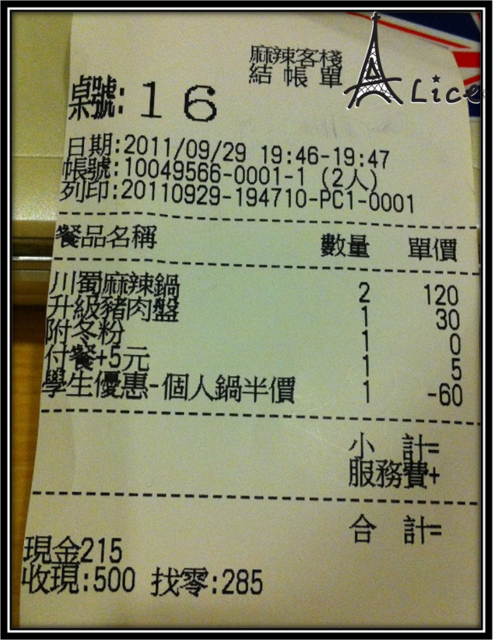 麻辣客棧
結帳單
Alice
桌號:16
日期:2011/09/29 19:46-19:47
帳號:10049566-0001-1 (2人)
列印:20110929-194710-PC1-0001
餐品名稱 數量 單價
川蜀麻辣鍋 2 120
升級豬肉盤 1 30
附冬粉 1 0
付餐+5元 1 5
學生優惠-個人鍋半價 1 -60
小 計=
服務費+
合 計=
現金215
收現:500 找零:285